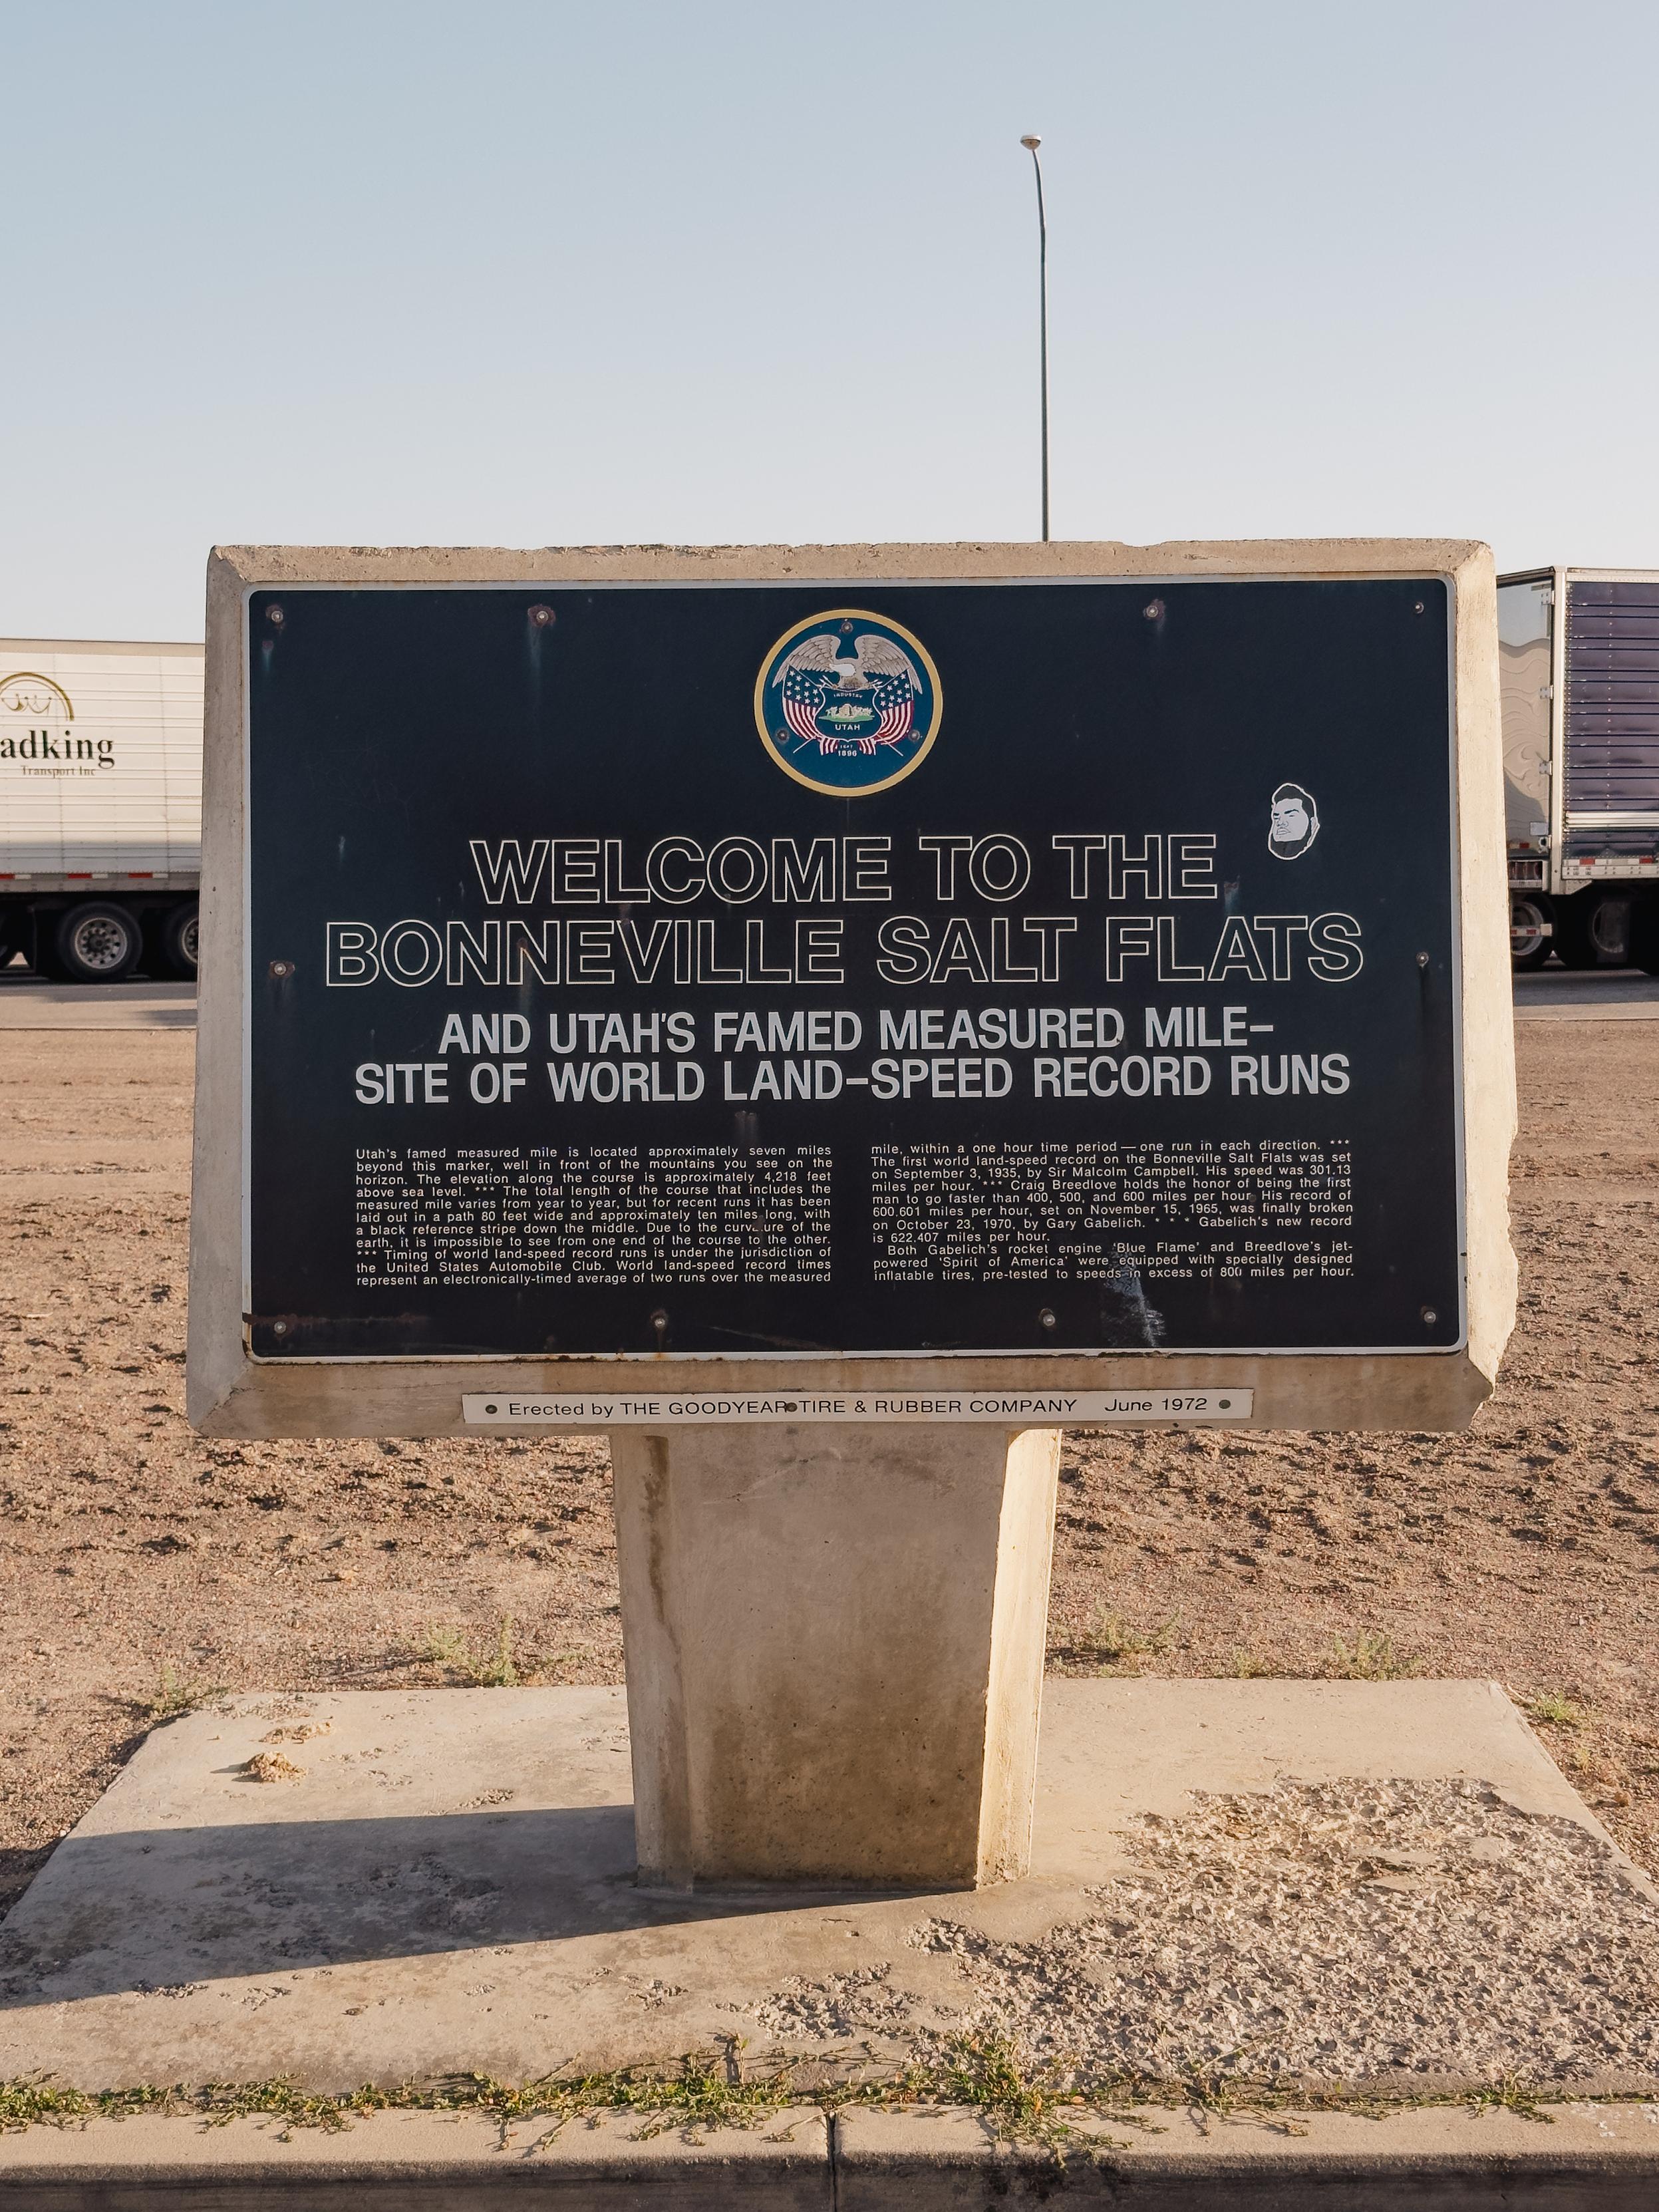 INDUSTRY
UTAH
1847
1896
adking
Transport Inc
WELCOME TO THE
BONNEVILLE SALT FLATS
AND UTAH'S FAMED MEASURED MILE–
SITE OF WORLD LAND-SPEED RECORD RUNS
Utah's famed measured mile is located approximately seven miles
beyond this marker, well in front of the mountains you see on the
horizon. The elevation along the course is approximately 4,218 feet
above sea level. *** The total length of the course that includes the
measured mile varies from year to year, but for recent runs it has been
laid out in a path 80 feet wide and approximately ten miles long, with
a black reference stripe down the middle. Due to the curvature of the
earth, it is impossible to see from one end of the course to the other.
*** Timing of world land-speed record runs is under the jurisdiction of
the United States Automobile Club. World land-speed record times
represent an electronically-timed average of two runs over the measured
mile, within a one hour time period — one run in each direction. ***
The first world land-speed record on the Bonneville Salt Flats was set
on September 3, 1935, by Sir Malcolm Campbell. His speed was 301.13
miles per hour. *** Craig Breedlove holds the honor of being the first
man to go faster than 400, 500, and 600 miles per hour. His record of
600.601 miles per hour, set on November 15, 1965, was finally broken
on October 23, 1970, by Gary Gabelich. * * * Gabelich's new record
is 622.407 miles per hour.
Both Gabelich's rocket engine 'Blue Flame' and Breedlove's jet-
powered 'Spirit of America' were equipped with specially designed
inflatable tires, pre-tested to speeds in excess of 800 miles per hour.
Erected by THE GOODYEAR TIRE & RUBBER COMPANY June 1972